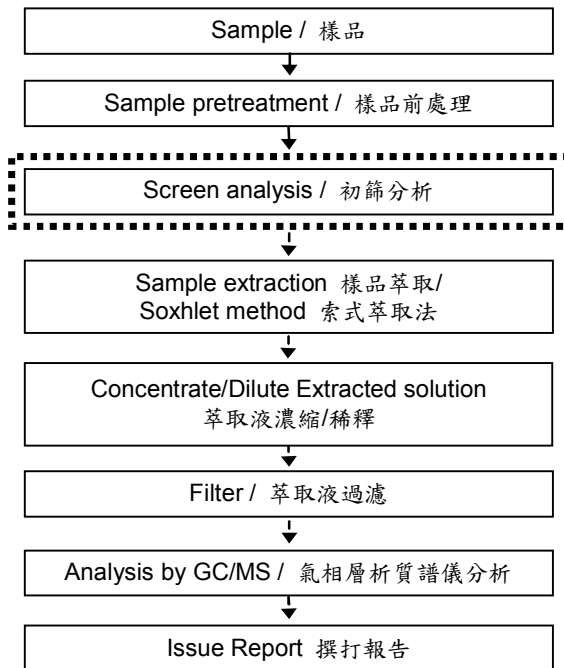 Sample / 樣品
Sample pretreatment / 樣品前處理
Screen analysis / 初篩分析
Sample extraction 樣品萃取/
Soxhlet method 索式萃取法
Concentrate/Dilute Extracted solution
萃取液濃縮/稀釋
Filter / 萃取液過濾
Analysis by GC/MS / 氣相層析質譜儀分析
Issue Report 撰打報告